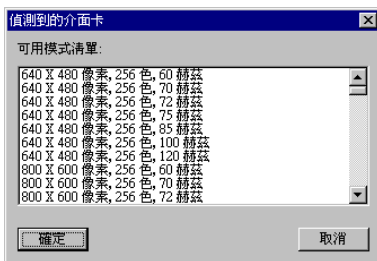 偵測到的介面卡
可用模式清單:
640 X 480 像素, 256 色, 60 赫茲
640 X 480 像素, 256 色, 70 赫茲
640 X 480 像素, 256 色, 72 赫茲
640 X 480 像素, 256 色, 75 赫茲
640 X 480 像素, 256 色, 85 赫茲
640 X 480 像素, 256 色, 100 赫茲
640 X 480 像素, 256 色, 120 赫茲
800 X 600 像素, 256 色, 60 赫茲
800 X 600 像素, 256 色, 70 赫茲
800 X 600 像素, 256 色, 72 赫茲
確定
取消